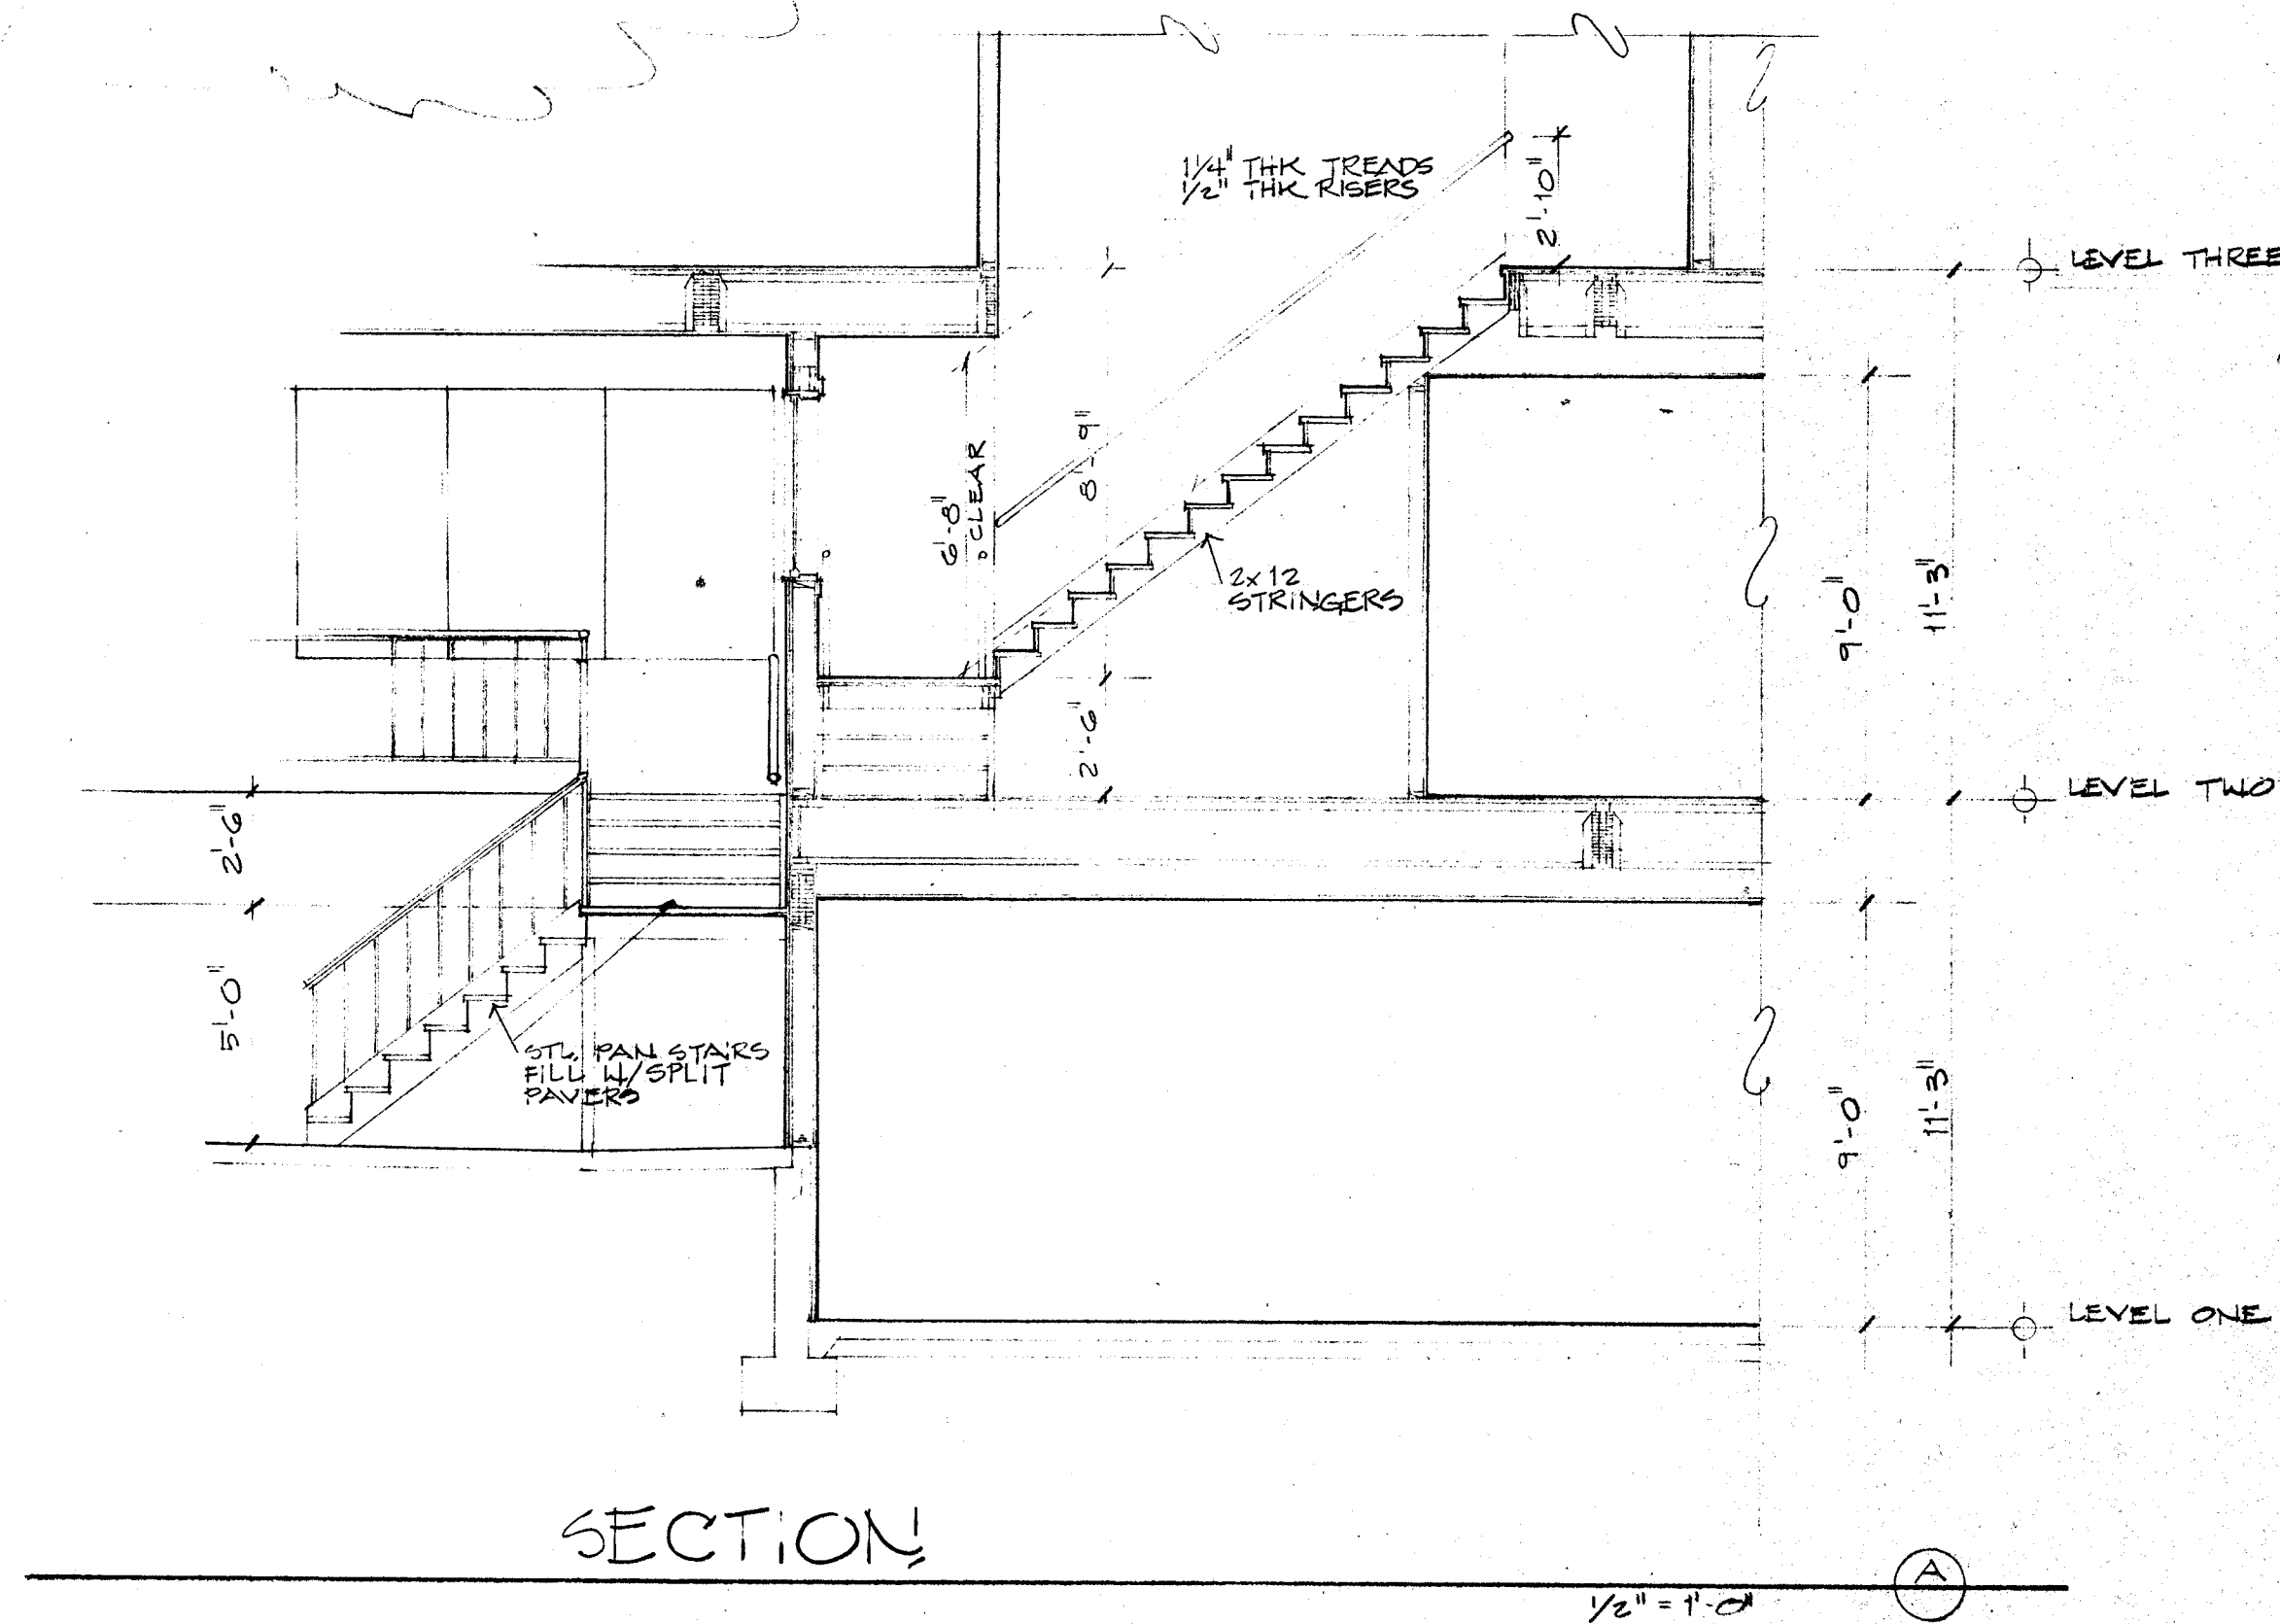 1 1/4" THK TREADS
1/2" THK RISERS
2'-10"
LEVEL THREE
6'-8"
CLEAR
8'-9"
2x12
STRINGERS
9'-0"
11'-3"
2'-6"
LEVEL TWO
2'-6"
5'-0"
STL. PAN STAIRS
FILL W/SPLIT
PAVERS
9'-0"
11'-3"
LEVEL ONE
SECTION
A
1/2" = 1'-0"